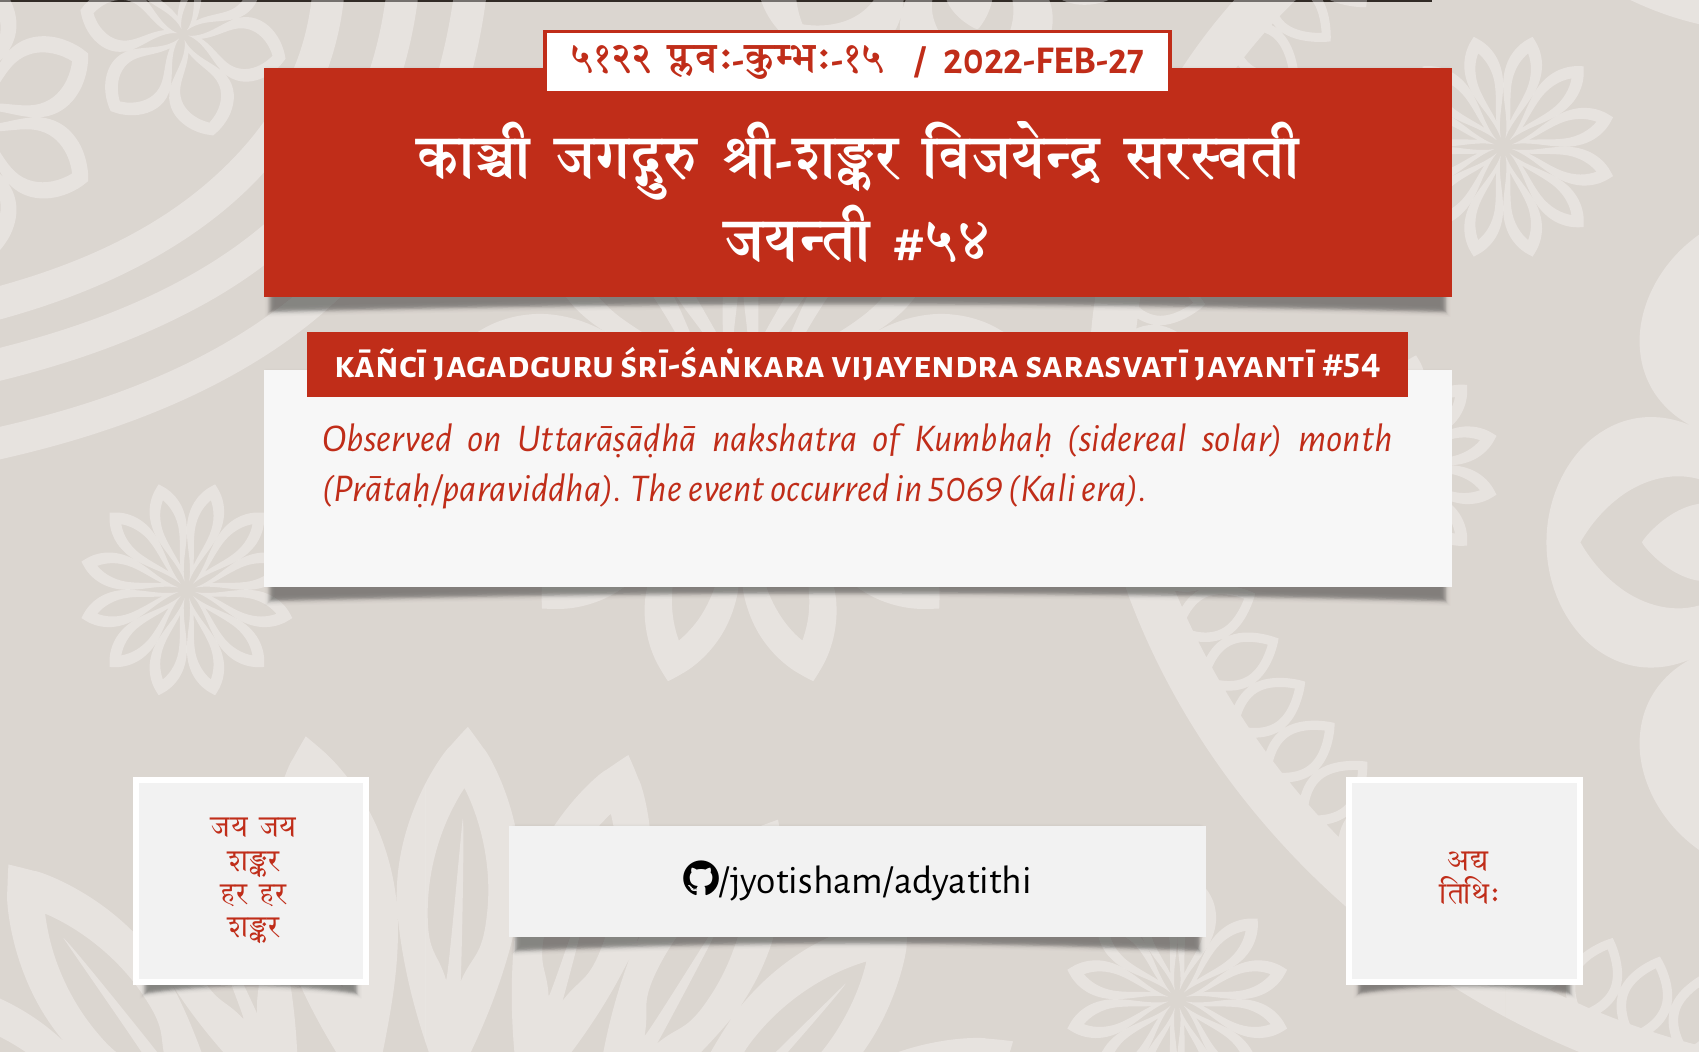 ५१२२ प्लवः-कुम्भः-१५ / 2022-FEB-27
काञ्ची जगद्गुरु श्री-शङ्कर विजयेन्द्र सरस्वती
जयन्ती #५४
KĀÑCĪ JAGADGURU ŚRĪ-ŚAṄKARA VIJAYENDRA SARASVATĪ JAYANTĪ #54
Observed on Uttarāṣāḍhā nakshatra of Kumbhaḥ (sidereal solar) month
(Prātaḥ/paraviddha). The event occurred in 5069 (Kali era).
जय जय
शङ्कर
हर हर
शङ्कर
/jyotisham/adyatithi
अद्य
तिथिः